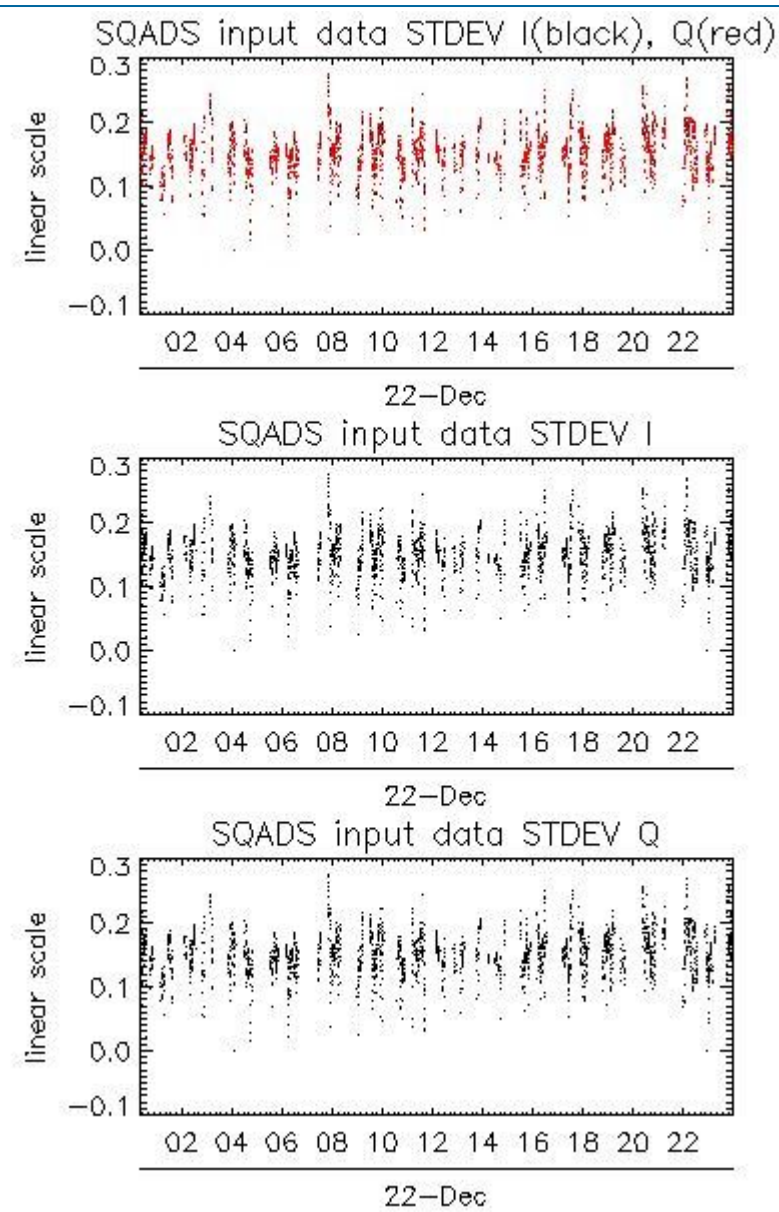 SQADS input data STDEV I(black), Q(red)
linear scale
0.3
0.2
0.1
0.0
−0.1
02 04 06 08 10 12 14 16 18 20 22
22−Dec
SQADS input data STDEV I
linear scale
0.3
0.2
0.1
0.0
−0.1
02 04 06 08 10 12 14 16 18 20 22
22−Dec
SQADS input data STDEV Q
linear scale
0.3
0.2
0.1
0.0
−0.1
02 04 06 08 10 12 14 16 18 20 22
22−Dec